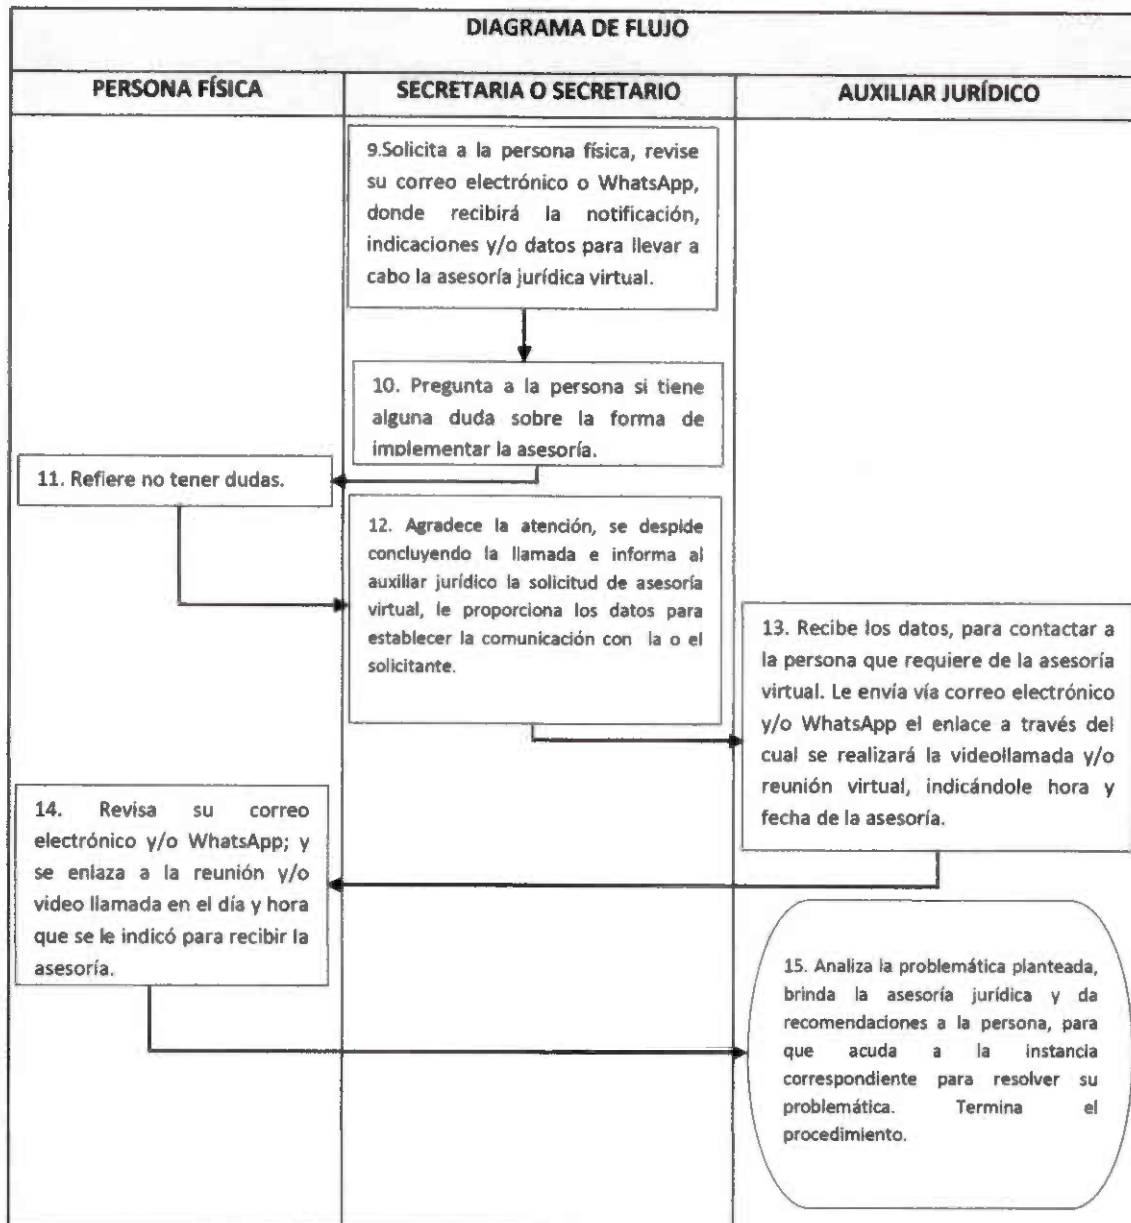 DIAGRAMA DE FLUJO
PERSONA FÍSICA
SECRETARIA O SECRETARIO
AUXILIAR JURÍDICO
9.Solicita a la persona física, revise
su correo electrónico o WhatsApp,
donde recibirá la notificación,
indicaciones y/o datos para llevar a
cabo la asesoría jurídica virtual.
10. Pregunta a la persona si tiene
alguna duda sobre la forma de
implementar la asesoría.
11. Refiere no tener dudas.
12. Agradece la atención, se despide
concluyendo la llamada e informa al
auxiliar jurídico la solicitud de asesoría
virtual, le proporciona los datos para
establecer la comunicación con la o el
solicitante.
13. Recibe los datos, para contactar a
la persona que requiere de la asesoría
virtual. Le envía vía correo electrónico
y/o WhatsApp el enlace a través del
cual se realizará la videollamada y/o
reunión virtual, indicándole hora y
fecha de la asesoría.
14. Revisa su correo
electrónico y/o WhatsApp; y
se enlaza a la reunión y/o
video llamada en el día y hora
que se le indicó para recibir la
asesoría.
15. Analiza la problemática planteada,
brinda la asesoría jurídica y da
recomendaciones a la persona, para
que acuda a la instancia
correspondiente para resolver su
problemática. Termina el
procedimiento.